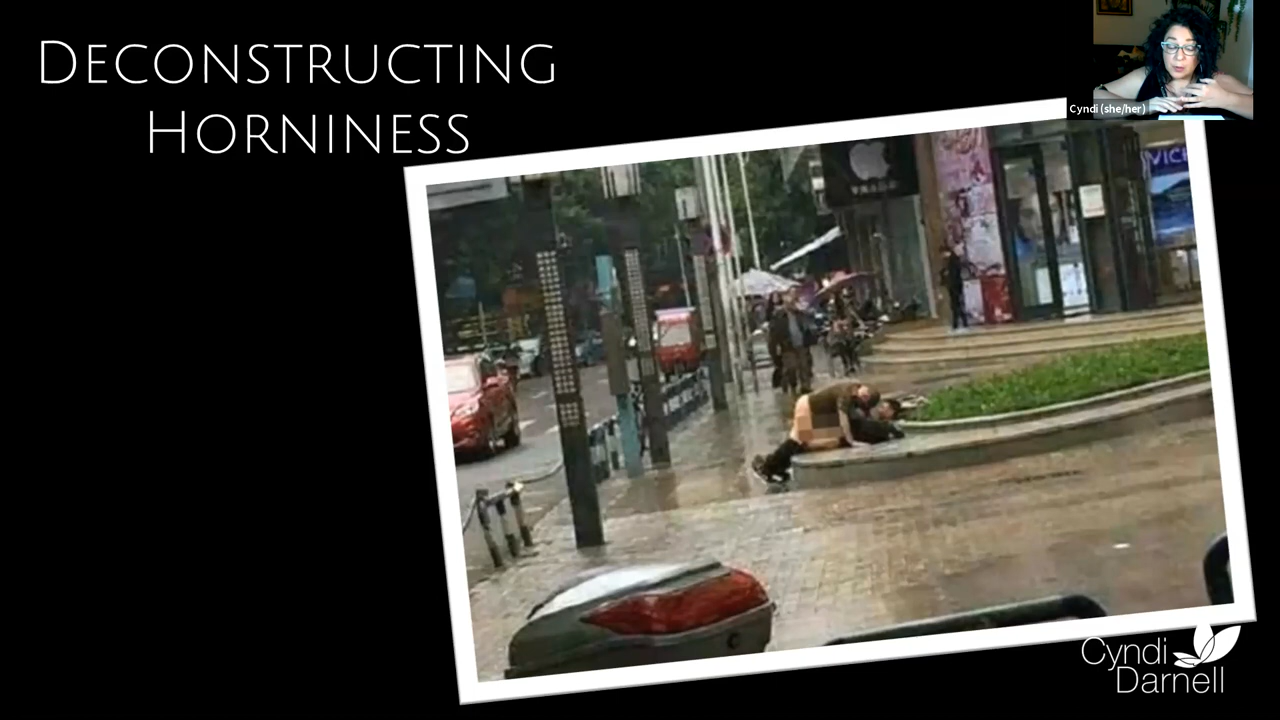 DECONSTRUCTING
HORNINESS
Cyndi (she/her)
Cyndi
Darnell